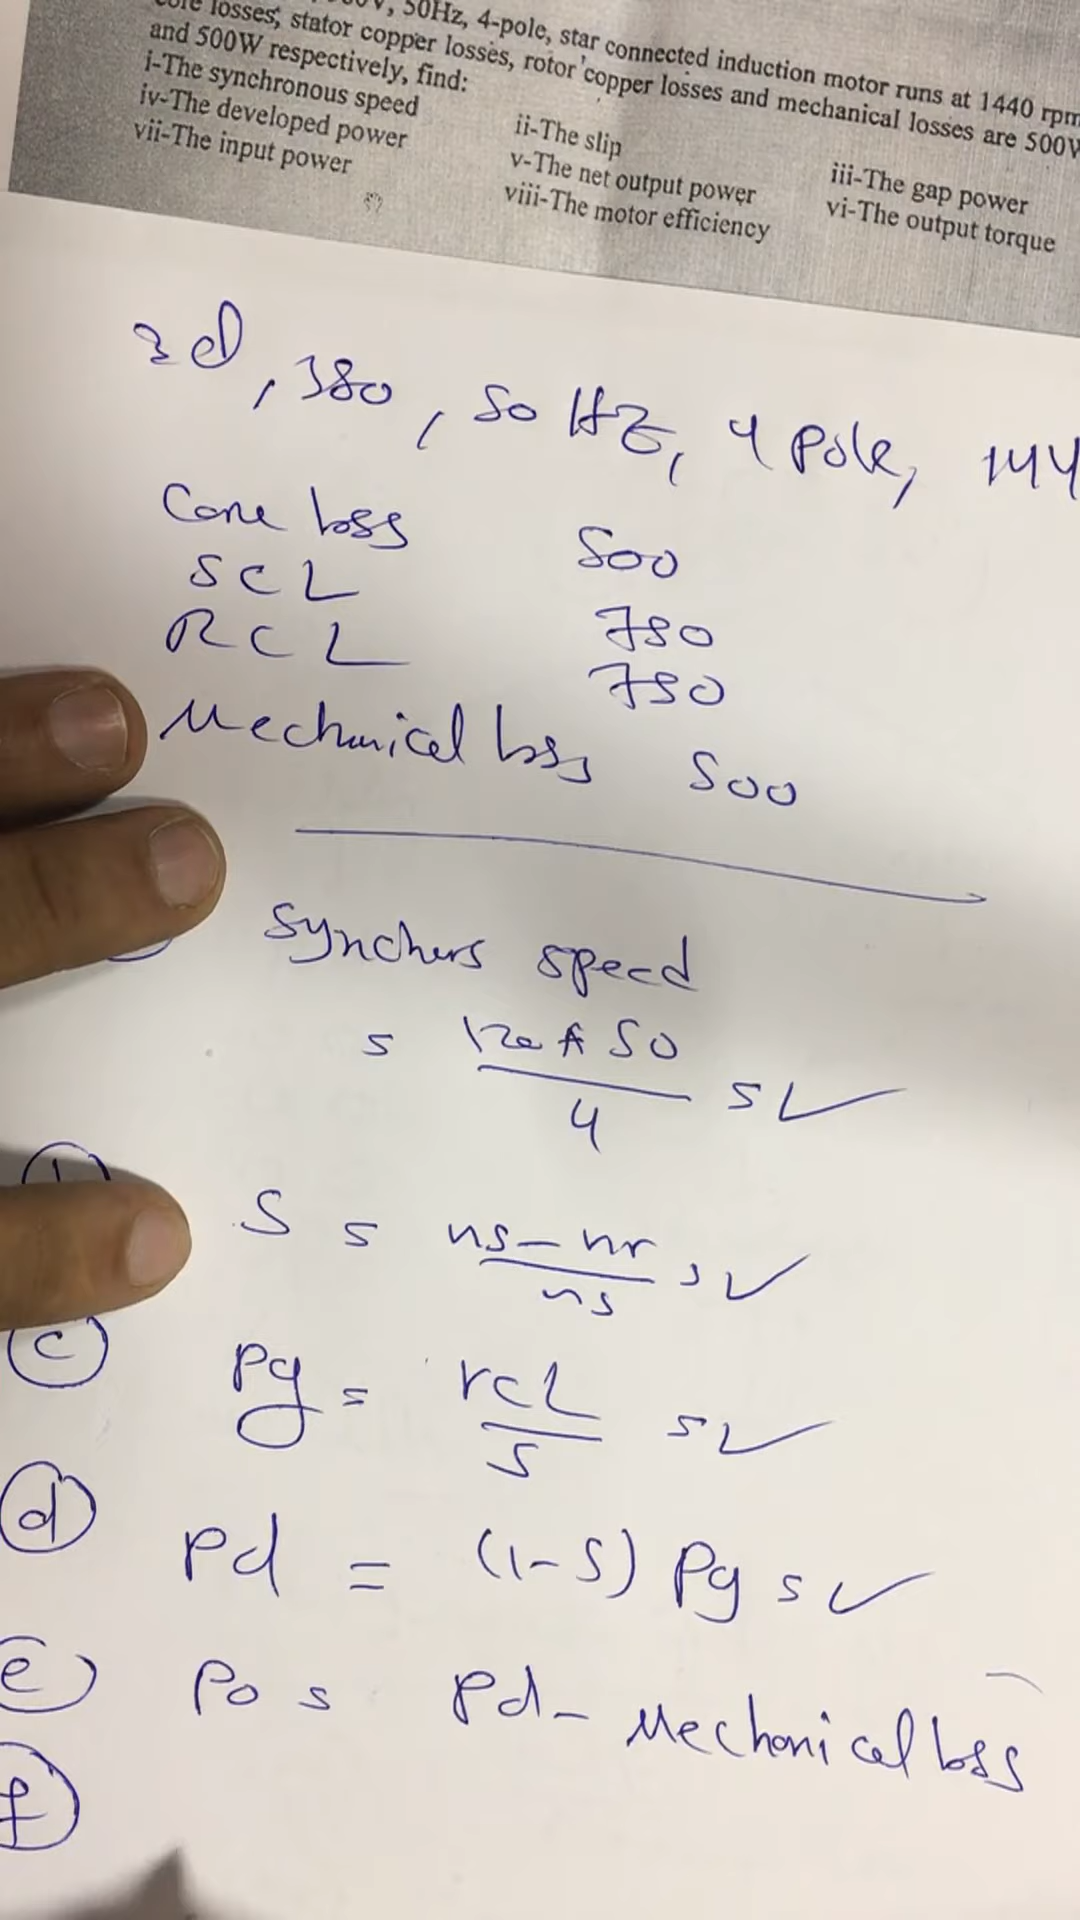 50Hz, 4-pole, star connected induction motor runs at 1440 rpm
losses, stator copper losses, rotor copper losses and mechanical losses are 500
and 500W respectively, find:
i-The synchronous speed
ii-The slip
iii-The gap power
iv-The developed power
v-The net output power
vi-The output torque
vii-The input power
viii-The motor efficiency
, 380, 50 HZ, 4 pole, 144
Core loss 500
SCL 750
RCL 750
Mechanical loss 500
speed
= 120 * 50
4 =
S = ns - nr
ns =
c Pg = rcL
S =
d Pd = (1-S) Pg =
e Po = Pd - Mechanical loss
f